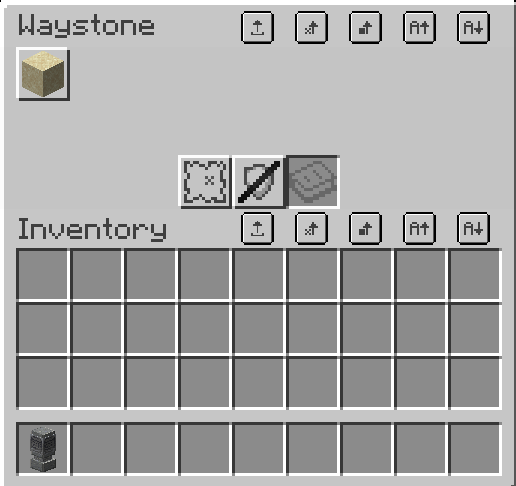 Waystone
A↑ A↓
Inventory
A↑ A↓